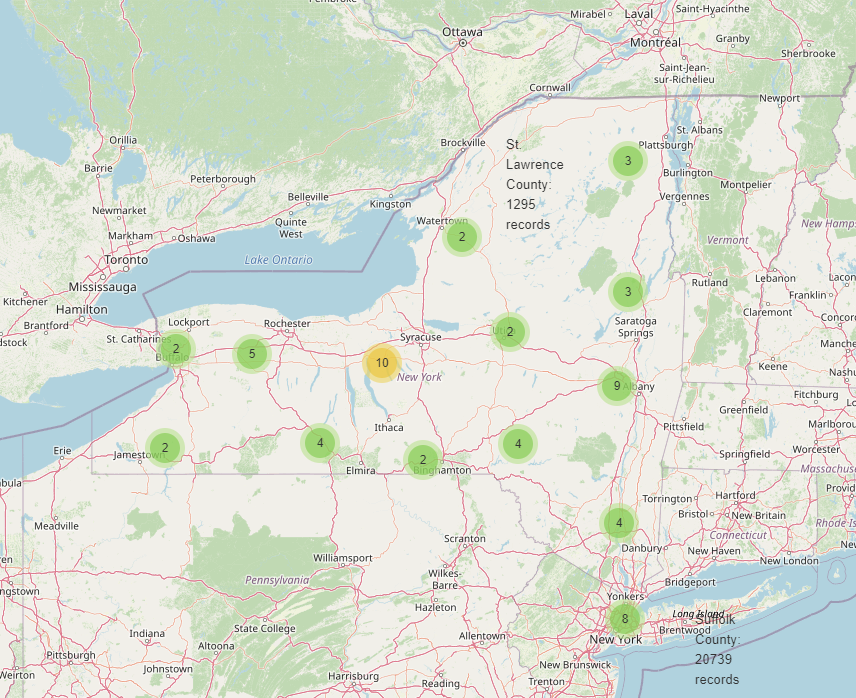 Mirabel
Laval
Saint-Hyacinthe
Ottawa
Montréal
Granby
Sherbrooke
Saint-Jean-
sur-Richelieu
Cornwall
Newport
Orillia
Brockville
St.
Lawrence
County:
1295
records
St. Albans
Plattsburgh
3
Barrie
Peterborough
Burlington
Montpelier
Belleville
Kingston
Vergennes
Newmarket
Quinte
West
Watertown
2
Markham
Oshawa
New Hamps
Vermont
Toronto
Lake Ontario
Mississauga
Rutland
Lebanon
Lacon
Kitchener
Hamilton
3
Franklin
Brantford
Lockport
Rochester
Saratoga
Springs
Claremont
Concord
dstock
St. Catharines
Syracuse
2
Manche
2
Buffalo
5
10
New York
Keene
Nashu
9
Albany
Fitchburg
Greenfield
Marlborou
Ithaca
Pittsfield
2
Jamestown
4
4
Erie
Elmira
2
Binghamton
Springfield
Worcester
Massachuse
bula
Torrington
Hartford
Provid
Meadville
4
Bristol
New Britain
Rhode Is
Connecticut
Scranton
Danbury
New Haven
New London
Ne
en
Williamsport
Wilkes-
Barre
Bridgeport
ngstown
Pennsylvania
Yonkers
Hazleton
8
Long Island
Suffolk
County:
20739
records
State College
Brentwood
Indiana
Allentown
New York
Altoona
Pittsburgh
Johnstown
New Brunswick
Weirton
Harrisburg
Reading
Trenton